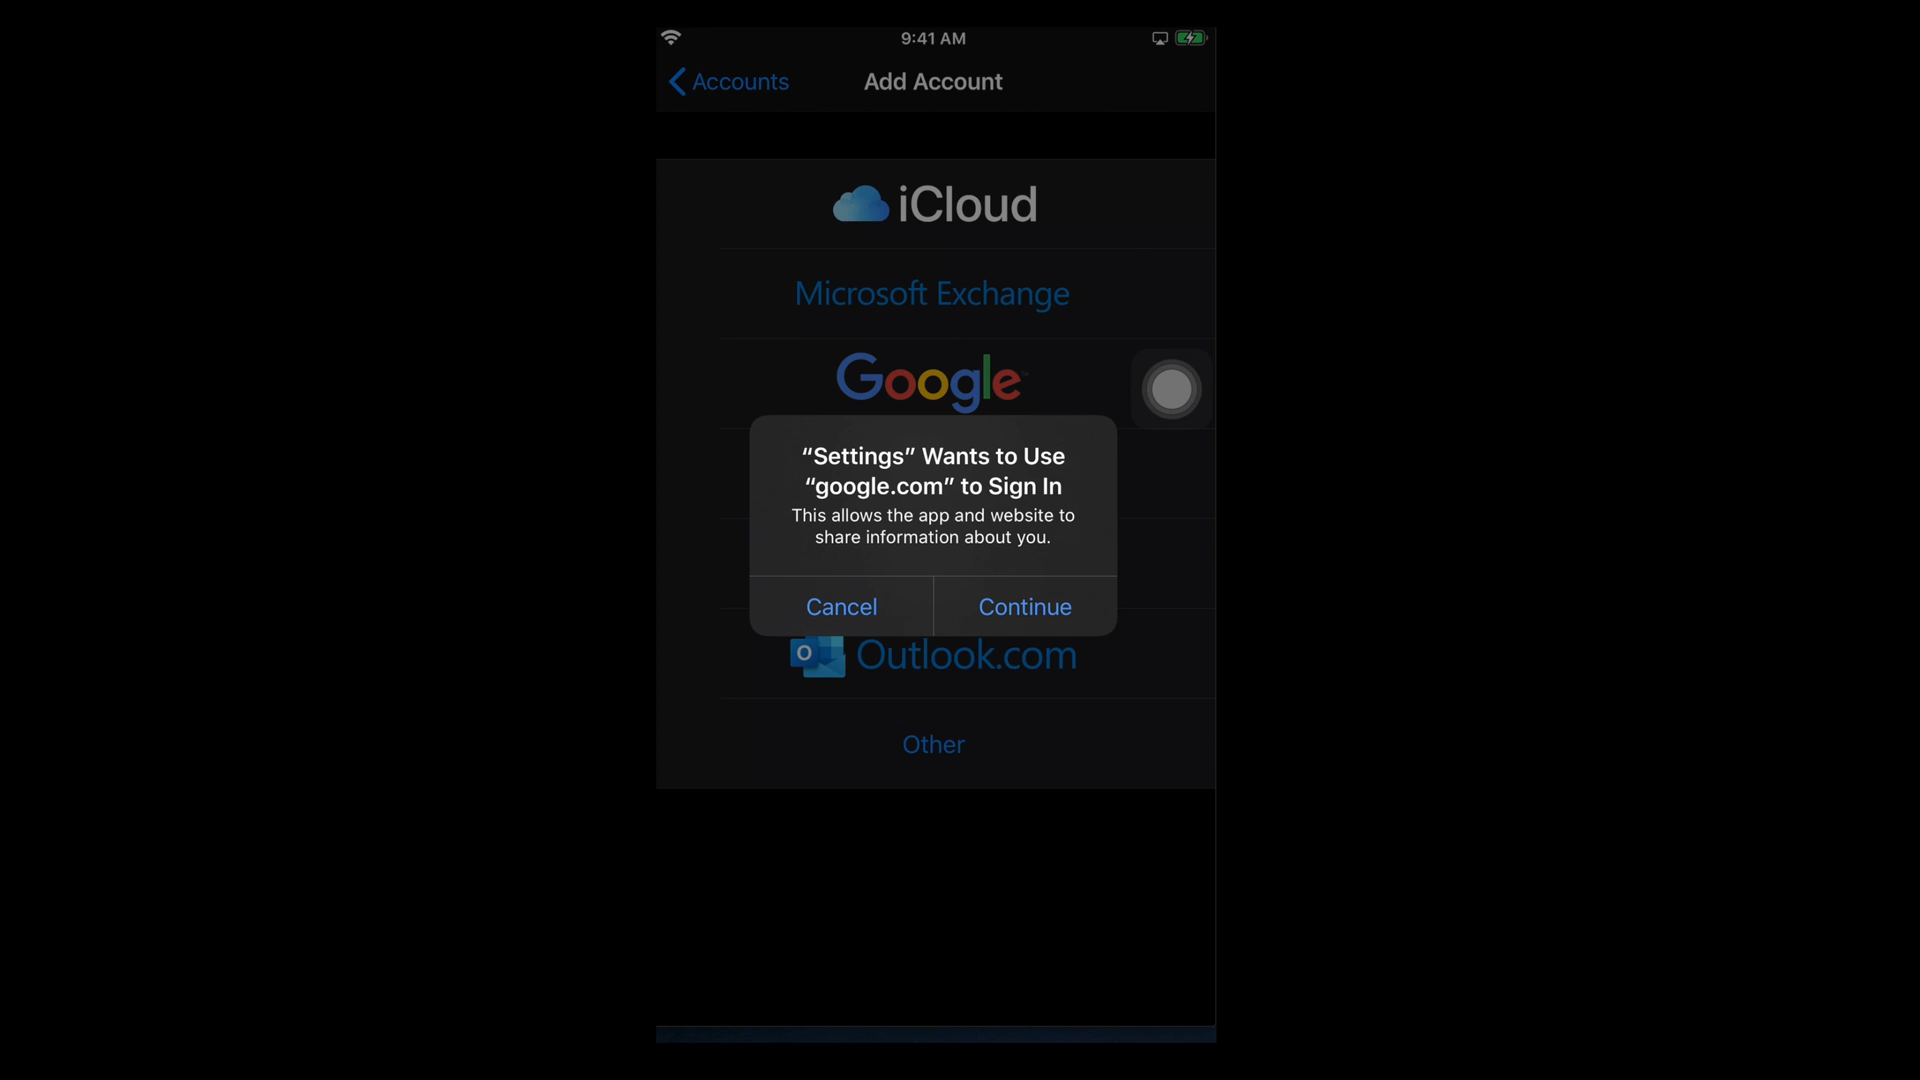 9:41 AM
Accounts
Add Account
iCloud
Microsoft Exchange
Google
“Settings” Wants to Use
“google.com” to Sign In
This allows the app and website to
share information about you.
Cancel
Continue
Outlook.com
Other